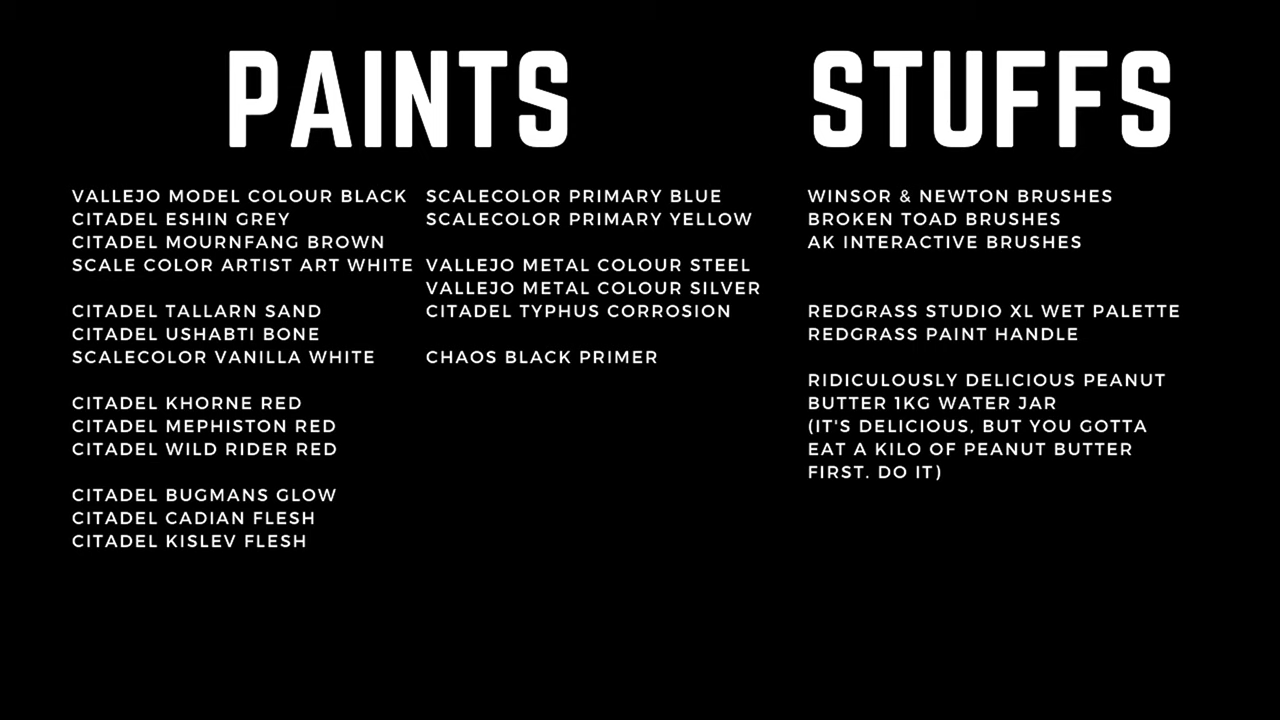 PAINTS
VALLEJO MODEL COLOUR BLACK
CITADEL ESHIN GREY
CITADEL MOURNFANG BROWN
SCALE COLOR ARTIST ART WHITE
CITADEL TALLARN SAND
CITADEL USHABTI BONE
SCALECOLOR VANILLA WHITE
CITADEL KHORNE RED
CITADEL MEPHISTON RED
CITADEL WILD RIDER RED
CITADEL BUGMANS GLOW
CITADEL CADIAN FLESH
CITADEL KISLEV FLESH
SCALECOLOR PRIMARY BLUE
SCALECOLOR PRIMARY YELLOW
VALLEJO METAL COLOUR STEEL
VALLEJO METAL COLOUR SILVER
CITADEL TYPHUS CORROSION
CHAOS BLACK PRIMER
STUFFS
WINSOR & NEWTON BRUSHES
BROKEN TOAD BRUSHES
AK INTERACTIVE BRUSHES
REDGRASS STUDIO XL WET PALETTE
REDGRASS PAINT HANDLE
RIDICULOUSLY DELICIOUS PEANUT
BUTTER 1KG WATER JAR
(IT'S DELICIOUS, BUT YOU GOTTA
EAT A KILO OF PEANUT BUTTER
FIRST. DO IT)